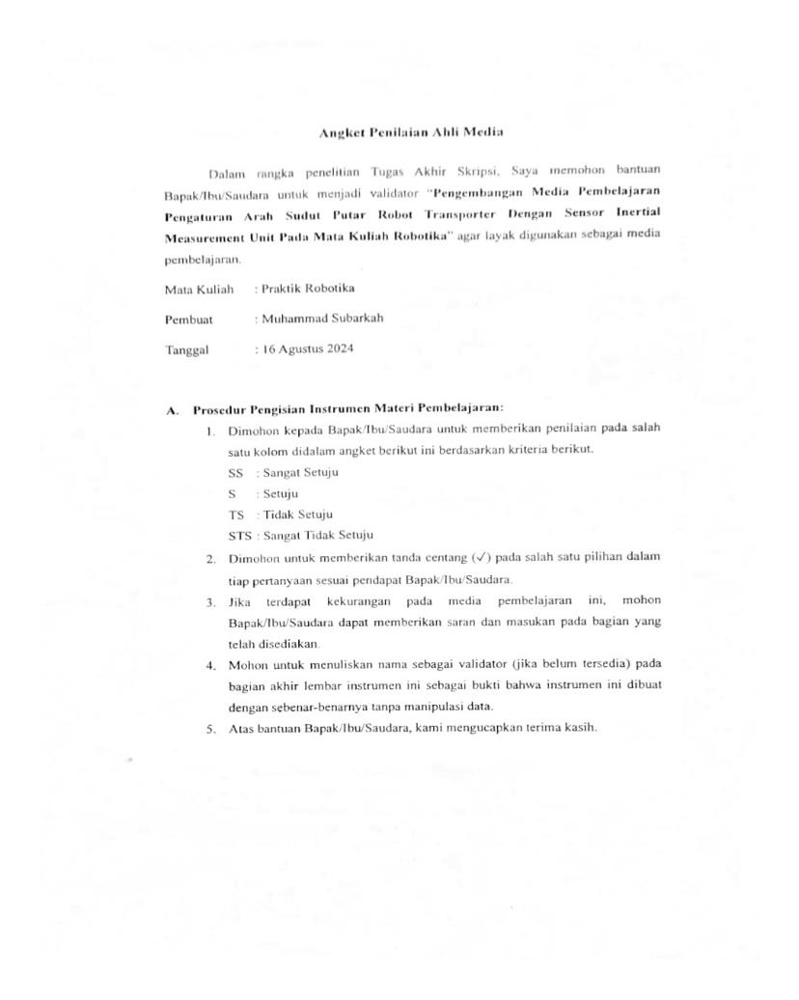 Angket Penilaian Ahli Media
Dalam rangka penelitian Tugas Akhir Skripsi, Saya memohon bantuan
Bapak/Ibu/Saudara untuk menjadi validator "Pengembangan Media Pembelajaran
Pengaturan Arah Sudut Putar Robot Transporter Dengan Sensor Inertial
Measurement Unit Pada Mata Kuliah Robotika" agar layak digunakan sebagai media
pembelajaran.
Mata Kuliah : Praktik Robotika
Pembuat : Muhammad Subarkah
Tanggal : 16 Agustus 2024
A. Prosedur Pengisian Instrumen Materi Pembelajaran:
1. Dimohon kepada Bapak/Ibu/Saudara untuk memberikan penilaian pada salah
satu kolom didalam angket berikut ini berdasarkan kriteria berikut.
SS : Sangat Setuju
S : Setuju
TS : Tidak Setuju
STS : Sangat Tidak Setuju
2. Dimohon untuk memberikan tanda centang (✓) pada salah satu pilihan dalam
tiap pertanyaan sesuai pendapat Bapak/Ibu/Saudara.
3. Jika terdapat kekurangan pada media pembelajaran ini, mohon
Bapak/Ibu/Saudara dapat memberikan saran dan masukan pada bagian yang
telah disediakan.
4. Mohon untuk menuliskan nama sebagai validator (jika belum tersedia) pada
bagian akhir lembar instrumen ini sebagai bukti bahwa instrumen ini dibuat
dengan sebenar-benarnya tanpa manipulasi data.
5. Atas bantuan Bapak/Ibu/Saudara, kami mengucapkan terima kasih.